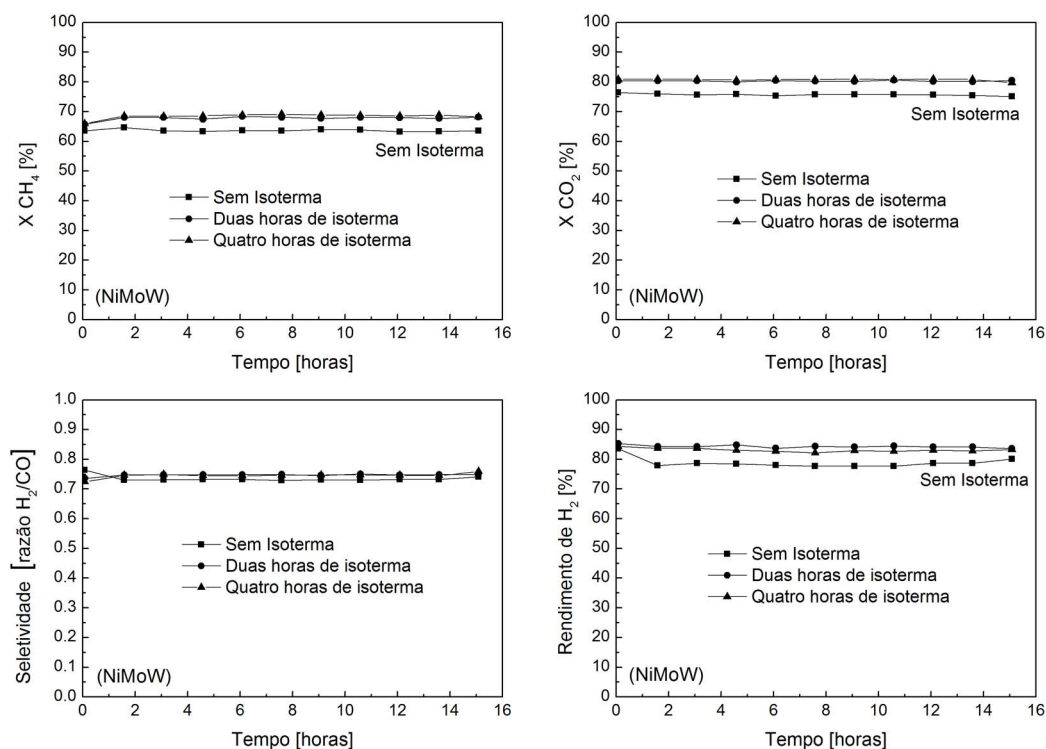 100
90
80
70
60
50
40
30
20
10
0
X CH₄ [%]
Sem Isoterma
Sem Isoterma
Duas horas de isoterma
Quatro horas de isoterma
(NiMoW)
0 2 4 6 8 10 12 14 16
Tempo [horas]
100
90
80
70
60
50
40
30
20
10
0
X CO₂ [%]
Sem Isoterma
Sem Isoterma
Duas horas de isoterma
Quatro horas de isoterma
(NiMoW)
0 2 4 6 8 10 12 14 16
Tempo [horas]
1.0
0.9
0.8
0.7
0.6
0.5
0.4
0.3
0.2
0.1
0.0
Seletividade [razão H₂/CO]
Sem Isoterma
Duas horas de isoterma
Quatro horas de isoterma
(NiMoW)
0 2 4 6 8 10 12 14 16
Tempo [horas]
100
90
80
70
60
50
40
30
20
10
0
Rendimento de H₂ [%]
Sem Isoterma
Sem Isoterma
Duas horas de isoterma
Quatro horas de isoterma
(NiMoW)
0 2 4 6 8 10 12 14 16
Tempo [horas]